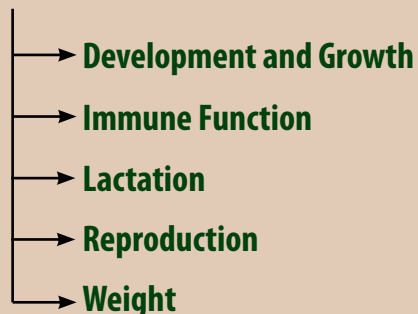 Development and Growth
Immune Function
Lactation
Reproduction
Weight